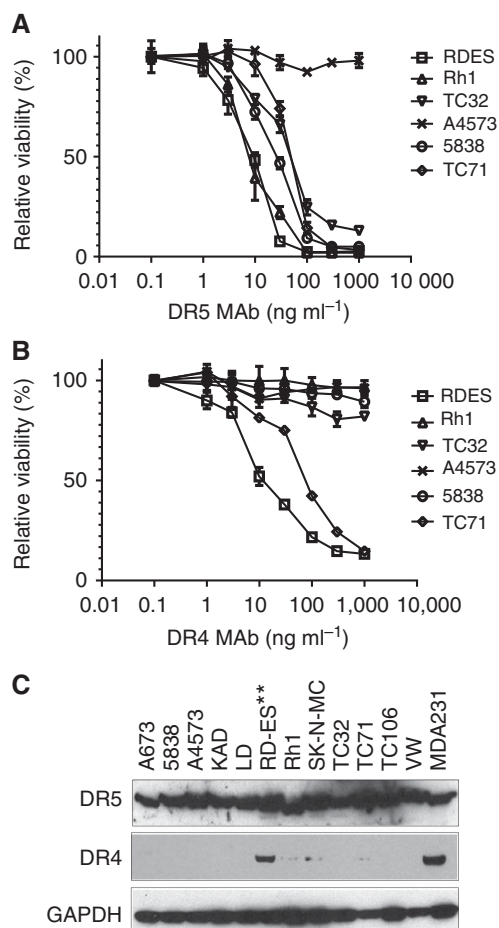 A
Relative viability (%)
100
50
0
0.01 0.1 1 10 100 1000 10 000
DR5 MAb (ng ml−1)
RDES
Rh1
TC32
A4573
5838
TC71
B
Relative viability (%)
100
50
0
0.01 0.1 1 10 100 1,000 10,000
DR4 MAb (ng ml−1)
RDES
Rh1
TC32
A4573
5838
TC71
C
A673
5838
A4573
KAD
LD
RD-ES**
Rh1
SK-N-MC
TC32
TC71
TC106
VW
MDA231
DR5
DR4
GAPDH